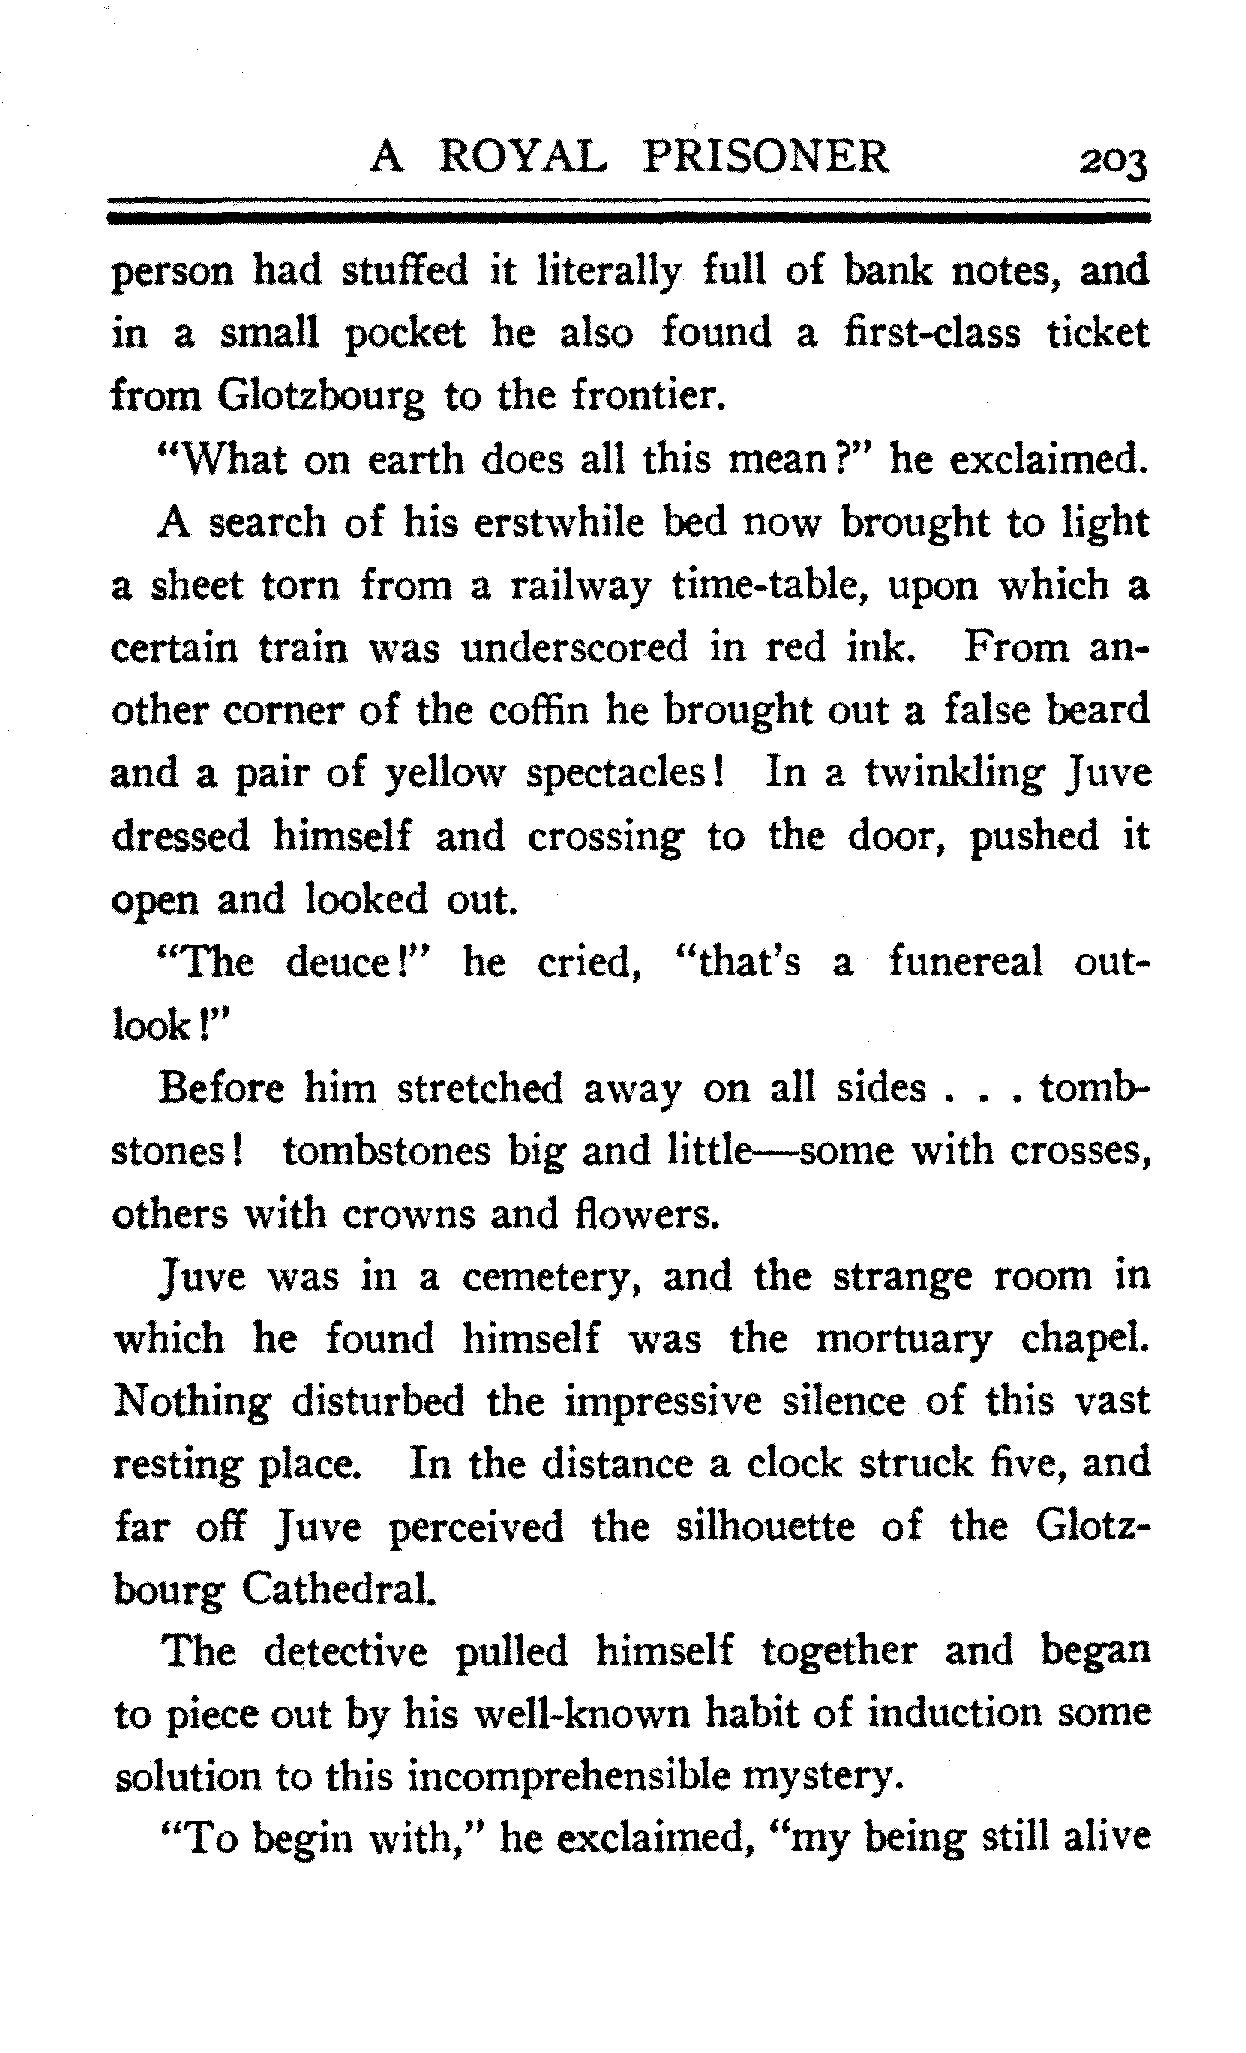 A ROYAL PRISONER 203
person had stuffed it literally full of bank notes, and
in a small pocket he also found a first-class ticket
from Glotzbourg to the frontier.
"What on earth does all this mean?" he exclaimed.
A search of his erstwhile bed now brought to light
a sheet torn from a railway time-table, upon which a
certain train was underscored in red ink. From an-
other corner of the coffin he brought out a false beard
and a pair of yellow spectacles! In a twinkling Juve
dressed himself and crossing to the door, pushed it
open and looked out.
"The deuce!" he cried, "that's a funereal out-
look!"
Before him stretched away on all sides . . . tomb-
stones! tombstones big and little—some with crosses,
others with crowns and flowers.
Juve was in a cemetery, and the strange room in
which he found himself was the mortuary chapel.
Nothing disturbed the impressive silence of this vast
resting place. In the distance a clock struck five, and
far off Juve perceived the silhouette of the Glotz-
bourg Cathedral.
The detective pulled himself together and began
to piece out by his well-known habit of induction some
solution to this incomprehensible mystery.
"To begin with," he exclaimed, "my being still alive